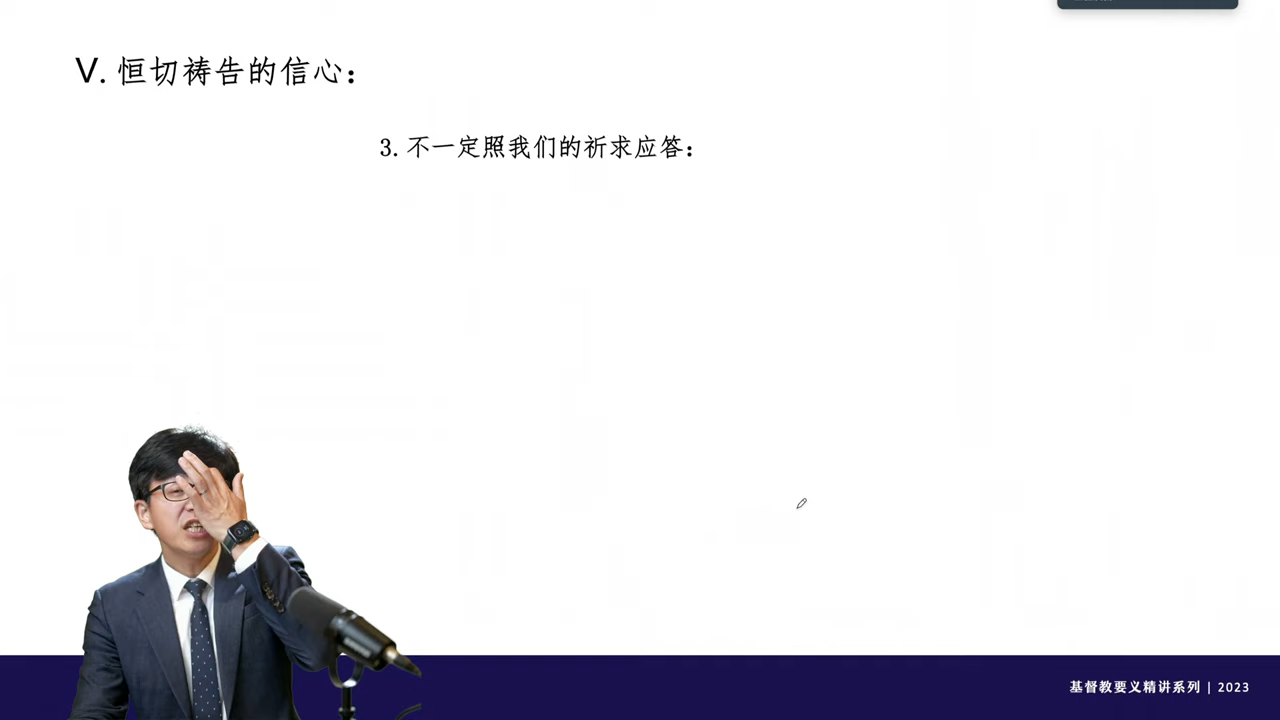 V. 恒切祷告的信心：
3. 不一定照我们的祈求应答：
基督教要义精讲系列 | 2023